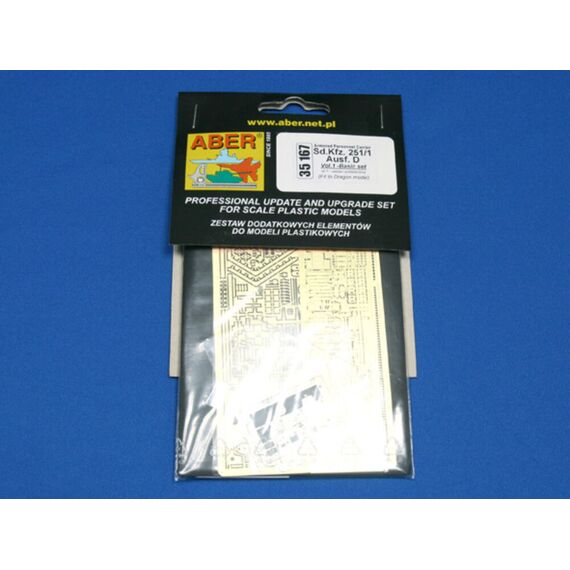 www.aber.net.pl
ABER®
SINCE 1995
35 167
Armored Personnel Carrier
Sd.Kfz. 251/1
Ausf. D
Vol.1 -Basic set
(Fit to Dragon model)
PROFESSIONAL UPDATE AND UPGRADE SET
FOR SCALE PLASTIC MODELS
ZESTAW DODATKOWYCH ELEMENTÓW
DO MODELI PLASTIKOWYCH